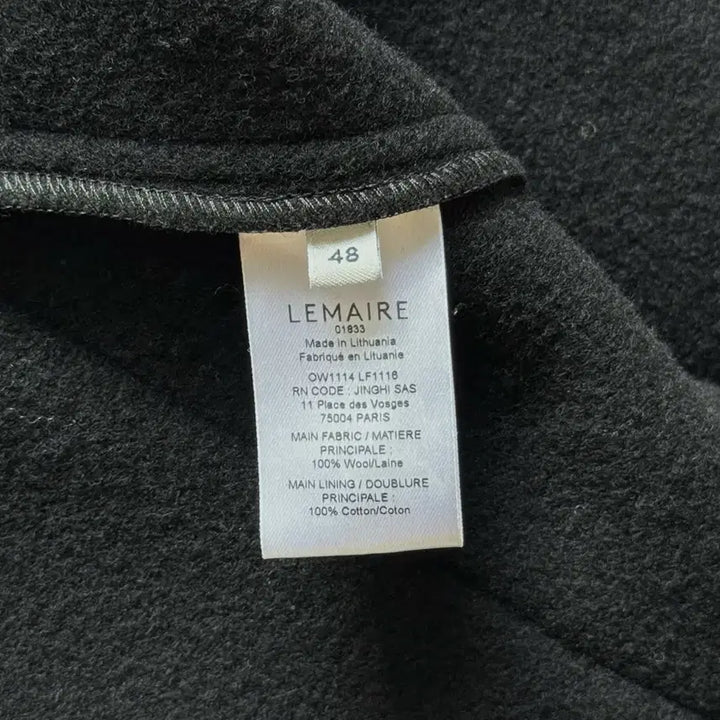 48
LEMAIRE
01833
Made in Lithuania
Fabriqué en Lituanie
OW1114 LF1116
RN CODE : JINGHI SAS
11 Place des Vosges
75004 PARIS
MAIN FABRIC / MATIERE
PRINCIPALE :
100% Wool/Laine
MAIN LINING / DOUBLURE
PRINCIPALE :
100% Cotton/Coton